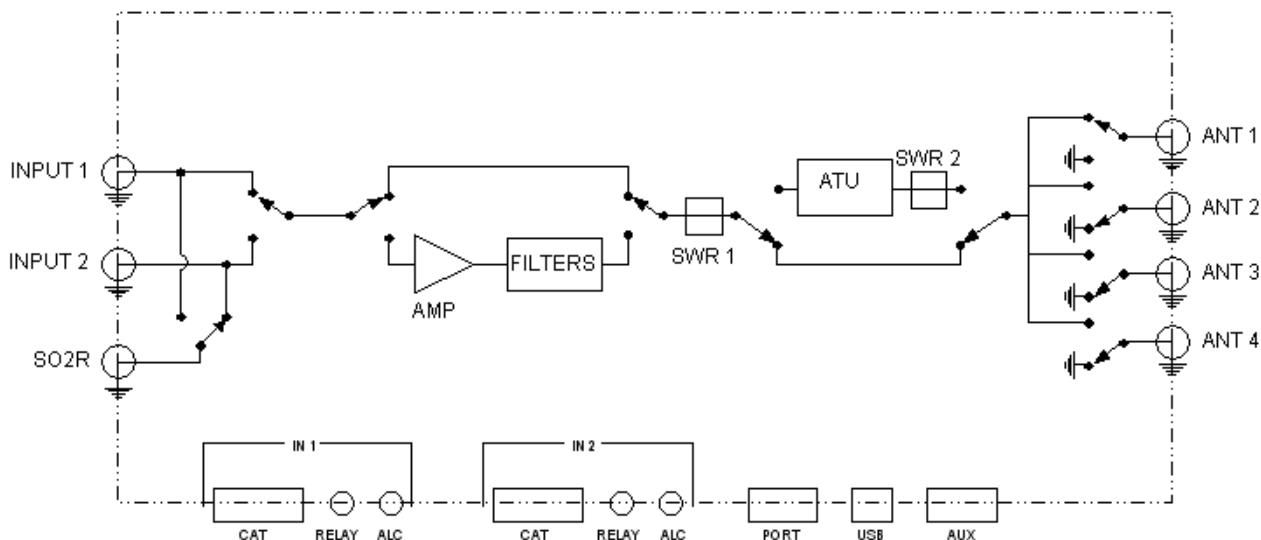 INPUT 1
INPUT 2
SO2R
AMP
FILTERS
SWR 1
ATU
SWR 2
ANT 1
ANT 2
ANT 3
ANT 4
IN 1
IN 2
CAT
RELAY
ALC
CAT
RELAY
ALC
PORT
USB
AUX